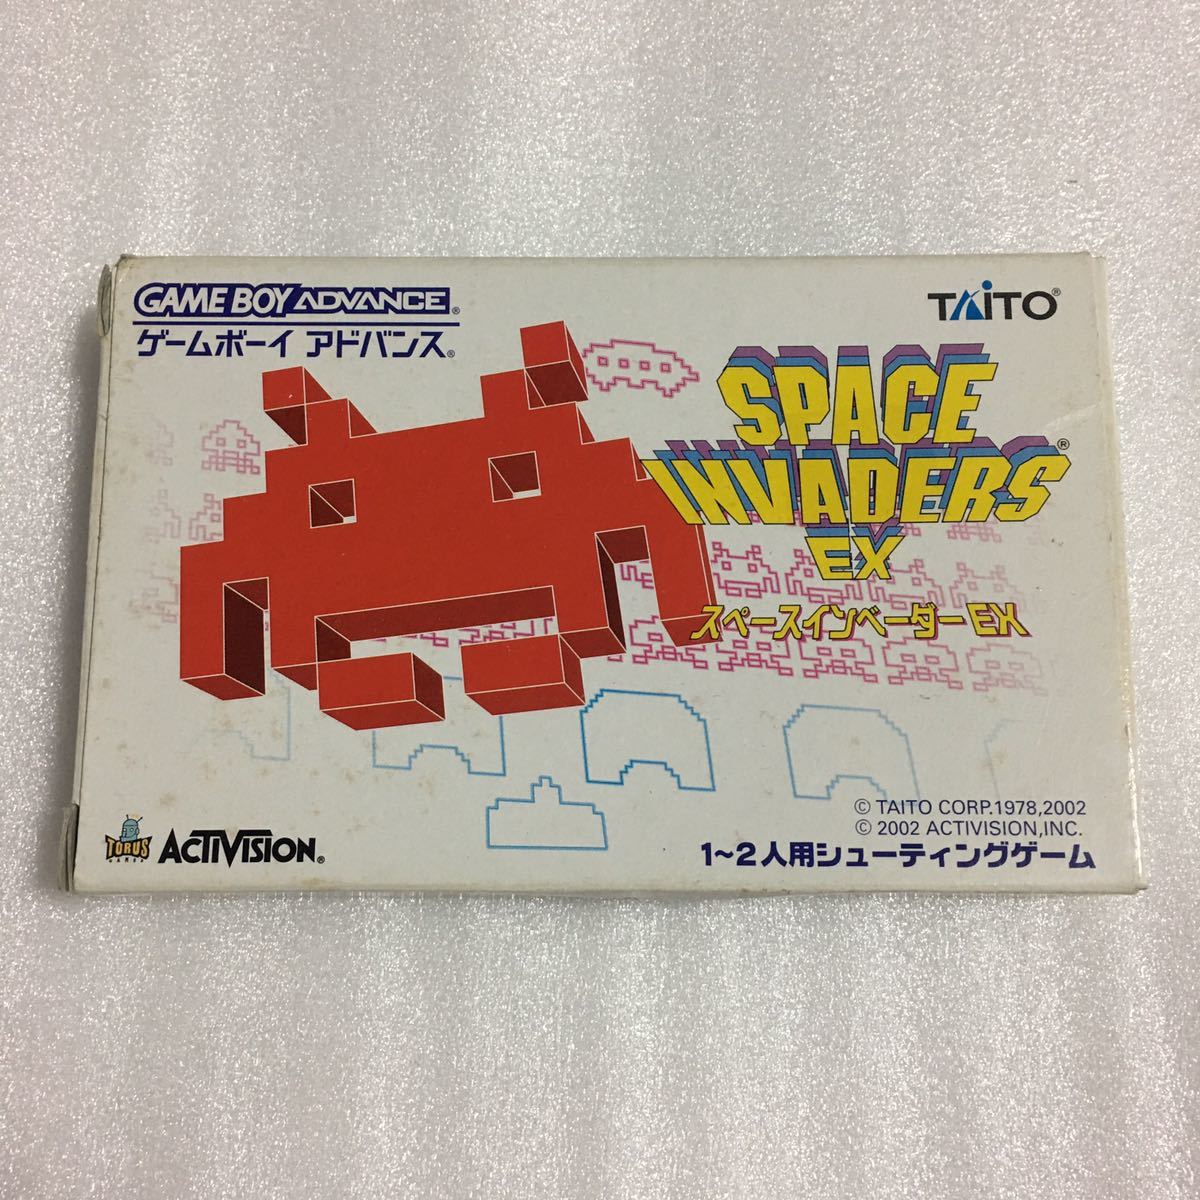 GAME BOY ADVANCE®
ゲームボーイ アドバンス®
TAITO®
SPACE
INVADERS®
EX
スペースインベーダーEX
© TAITO CORP.1978,2002
© 2002 ACTIVISION,INC.
TORUS
GAMES
ACTIVISION®
1~2人用シューティングゲーム